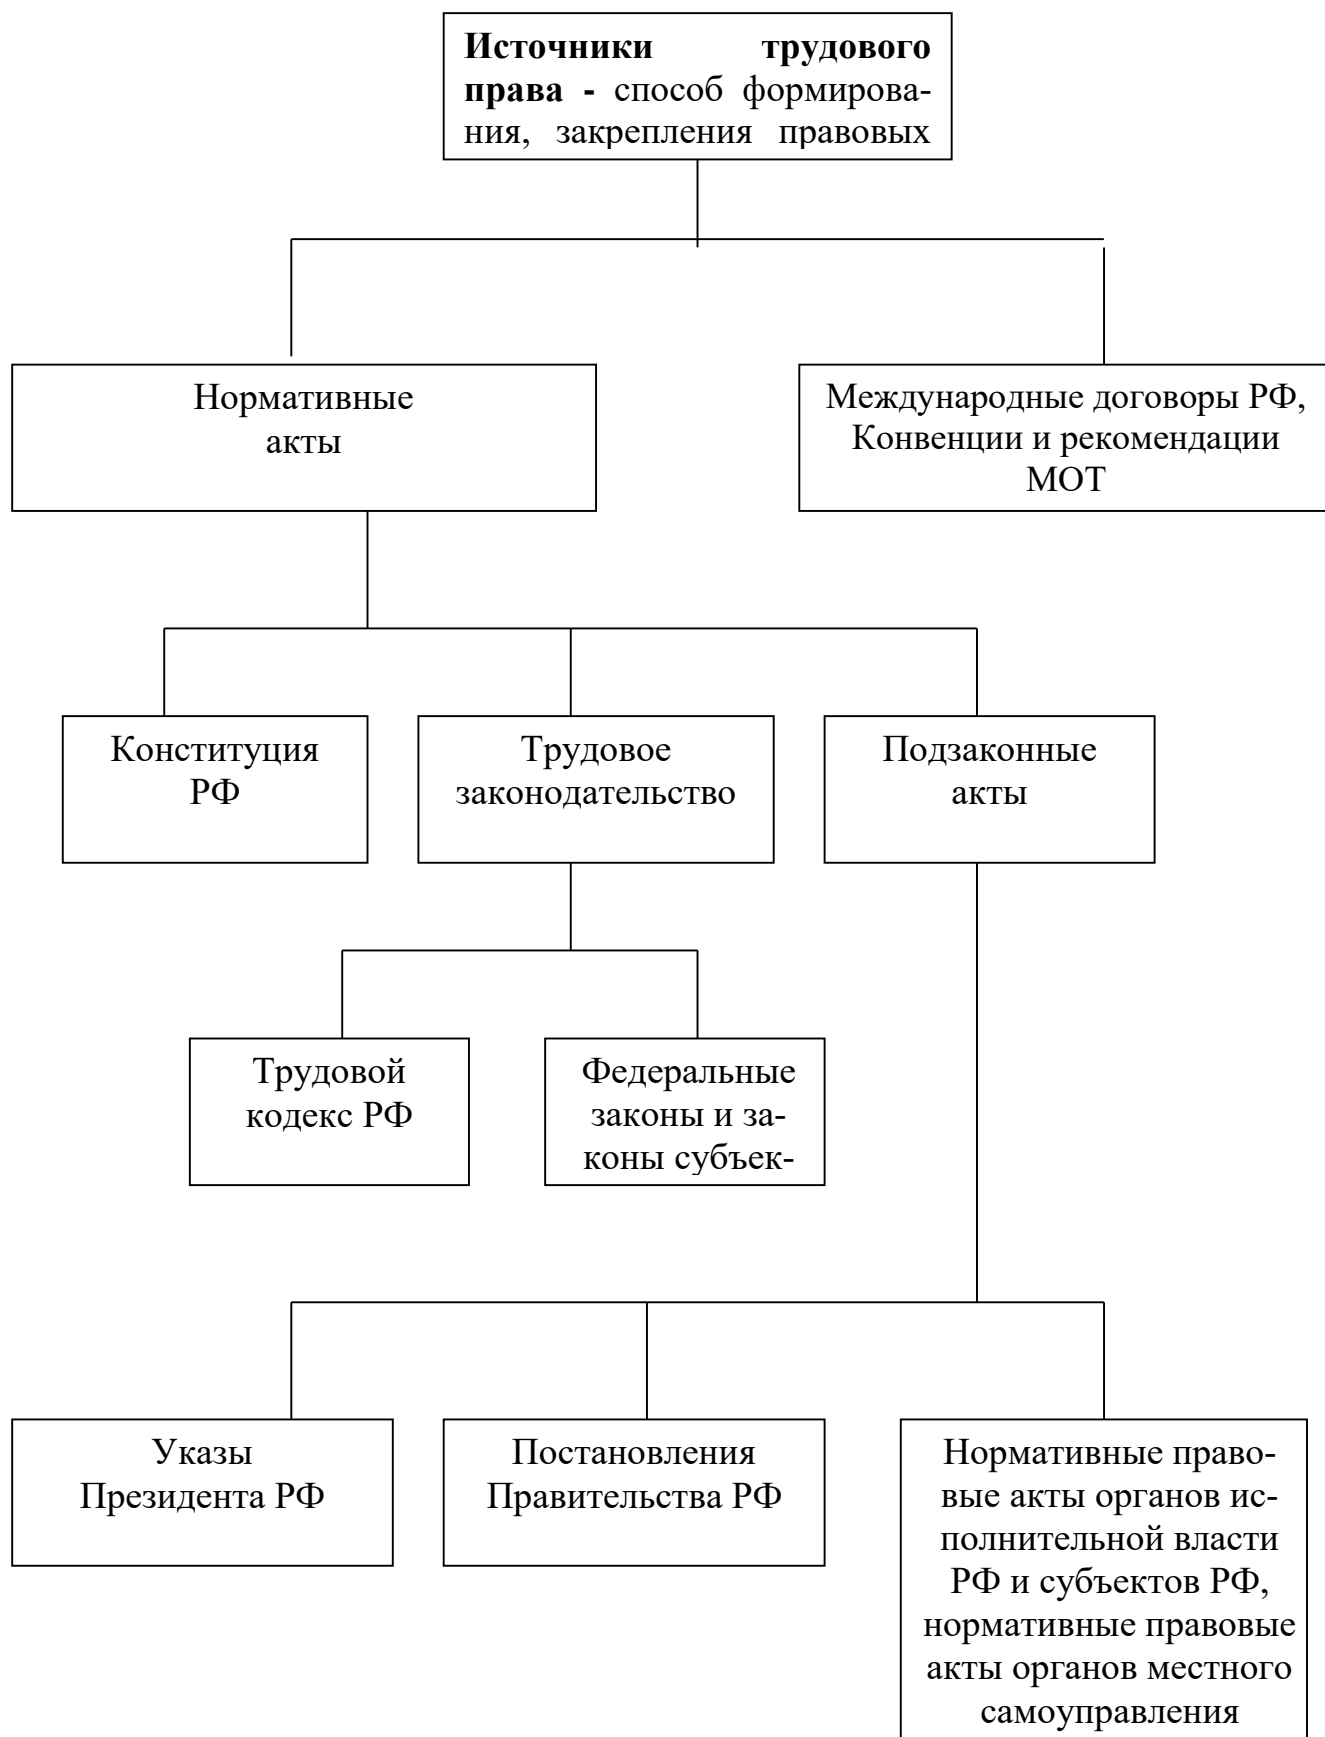 Источники трудового
права - способ формирова-
ния, закрепления правовых
Нормативные
акты
Международные договоры РФ,
Конвенции и рекомендации
МОТ
Конституция
РФ
Трудовое
законодательство
Подзаконные
акты
Трудовой
кодекс РФ
Федеральные
законы и за-
коны субъек-
Указы
Президента РФ
Постановления
Правительства РФ
Нормативные право-
вые акты органов ис-
полнительной власти
РФ и субъектов РФ,
нормативные правовые
акты органов местного
самоуправления